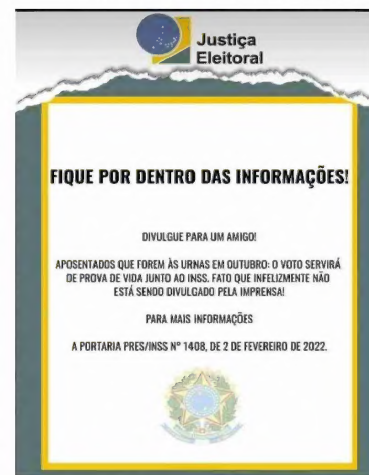 Justiça
Eleitoral
FIQUE POR DENTRO DAS INFORMAÇÕES!
DIVULGUE PARA UM AMIGO!
APOSENTADOS QUE FOREM ÀS URNAS EM OUTUBRO: O VOTO SERVIRÁ
DE PROVA DE VIDA JUNTO AO INSS. FATO QUE INFELIZMENTE NÃO
ESTÁ SENDO DIVULGADO PELA IMPRENSA!
PARA MAIS INFORMAÇÕES
A PORTARIA PRES/INSS Nº 1408, DE 2 DE FEVEREIRO DE 2022.